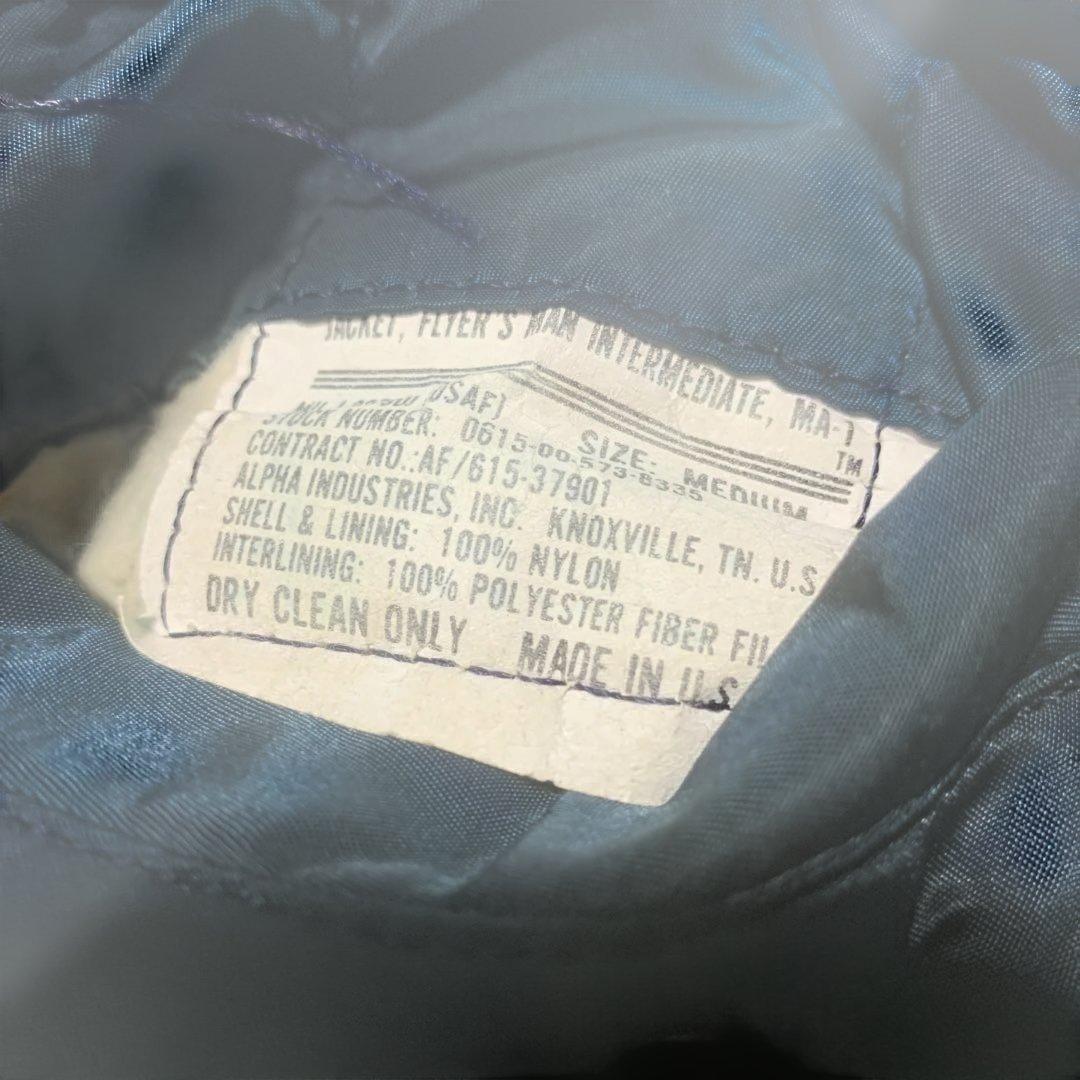 JACKET, FLYER'S MAN INTERMEDIATE, MA-1
TM
(USAF) SIZE: MEDIUM
STOCK NUMBER: 0615-00-573-8335
CONTRACT NO.:AF/615-37901
ALPHA INDUSTRIES, INC. KNOXVILLE, TN. U.S
SHELL & LINING: 100% NYLON
INTERLINING: 100% POLYESTER FIBER FIL
DRY CLEAN ONLY MADE IN U.S